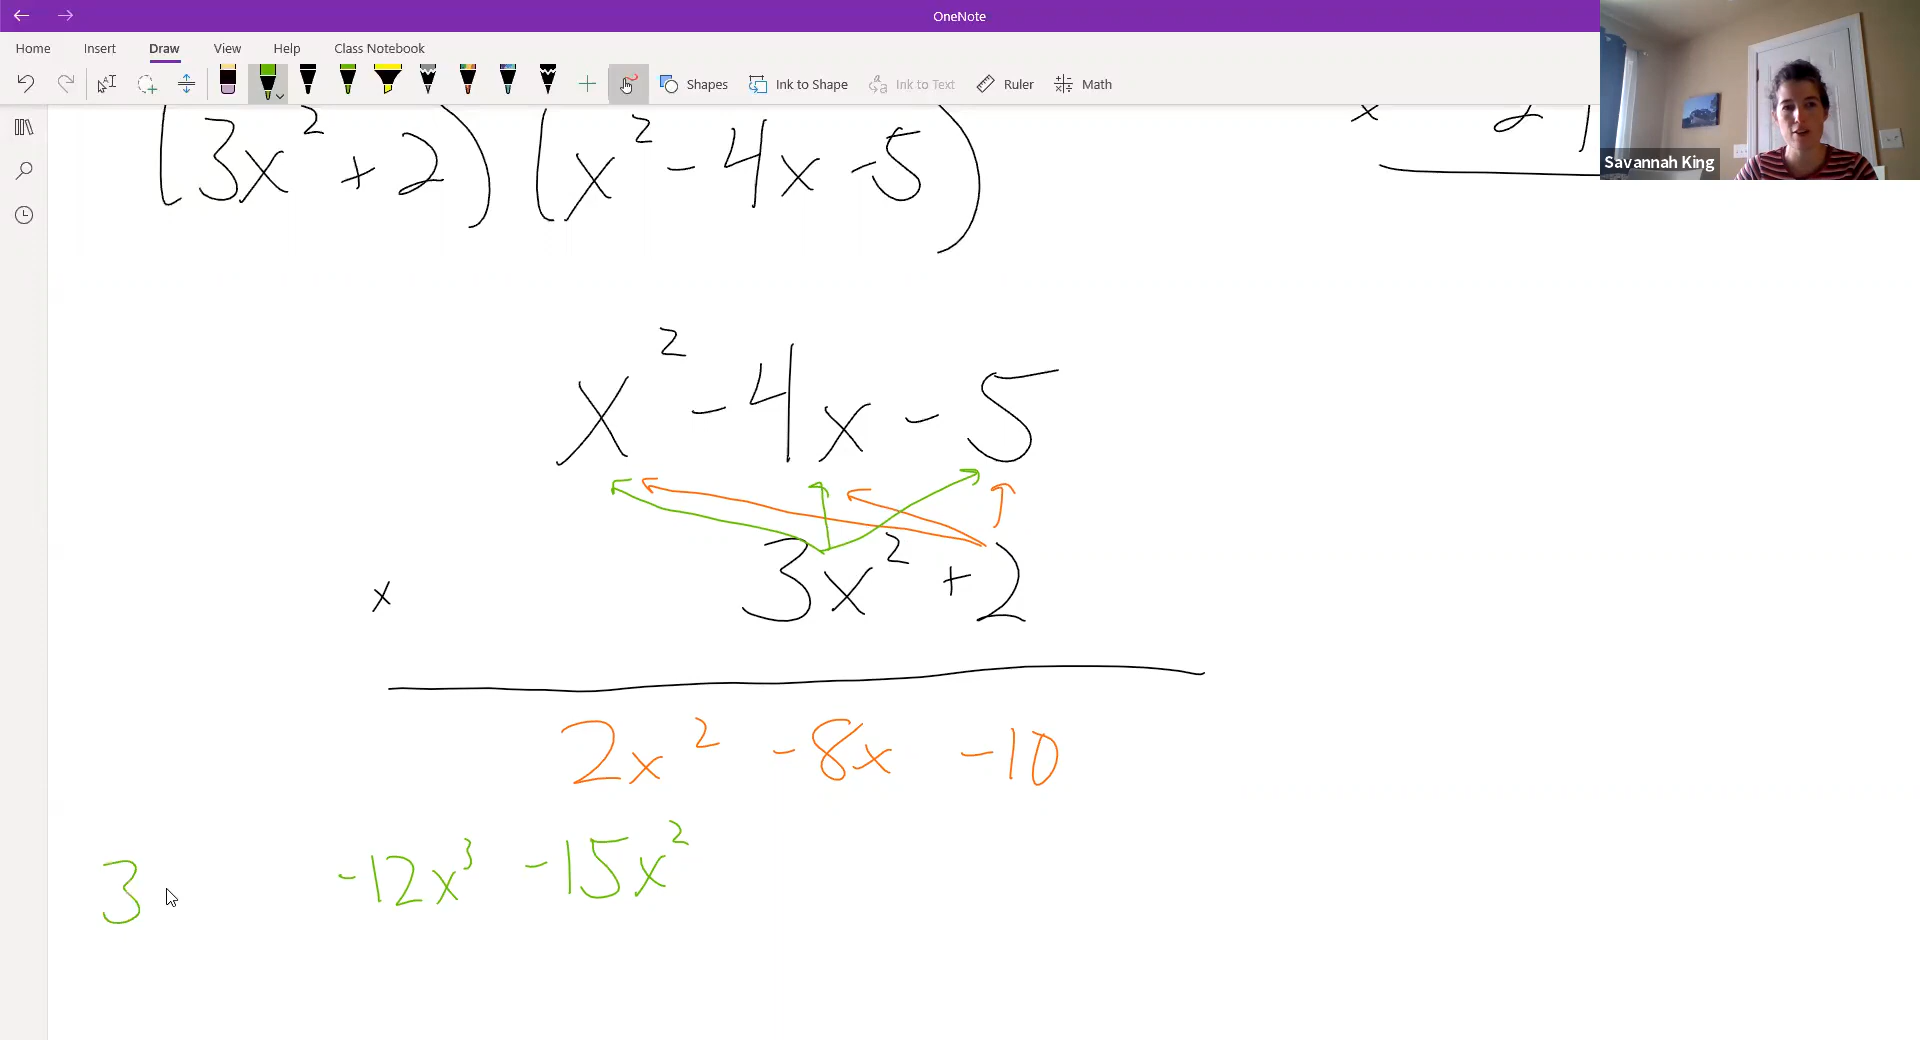 OneNote
Home Insert Draw View Help Class Notebook
Shapes Ink to Shape Ink to Text Ruler Math
Savannah King
(3x² + 2)(x² - 4x - 5)
x 21
x² - 4x - 5
x 3x² + 2
2x² - 8x - 10
3 -12x³ -15x²